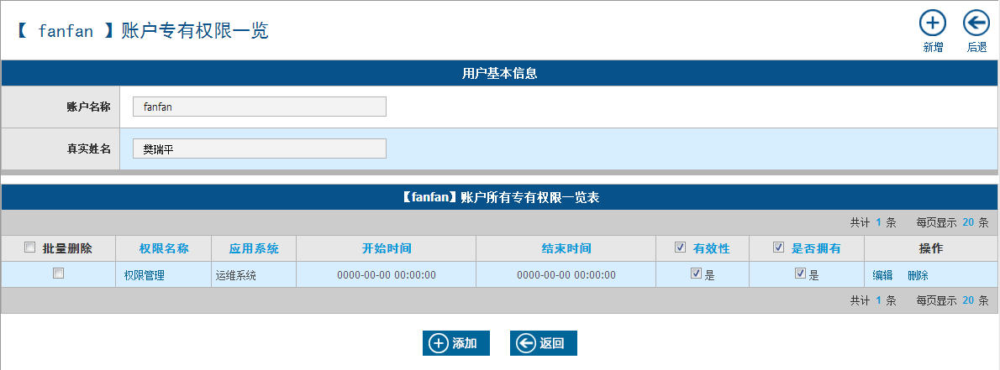 【 fanfan 】账户专有权限一览
新增 后退
用户基本信息
账户名称 fanfan
真实姓名 樊瑞平
【fanfan】账户所有专有权限一览表
共计 1 条 每页显示 20 条
批量删除 权限名称 应用系统 开始时间 结束时间 有效性 是否拥有 操作
权限管理 运维系统 0000-00-00 00:00:00 0000-00-00 00:00:00 是 是 编辑 删除
共计 1 条 每页显示 20 条
添加 返回